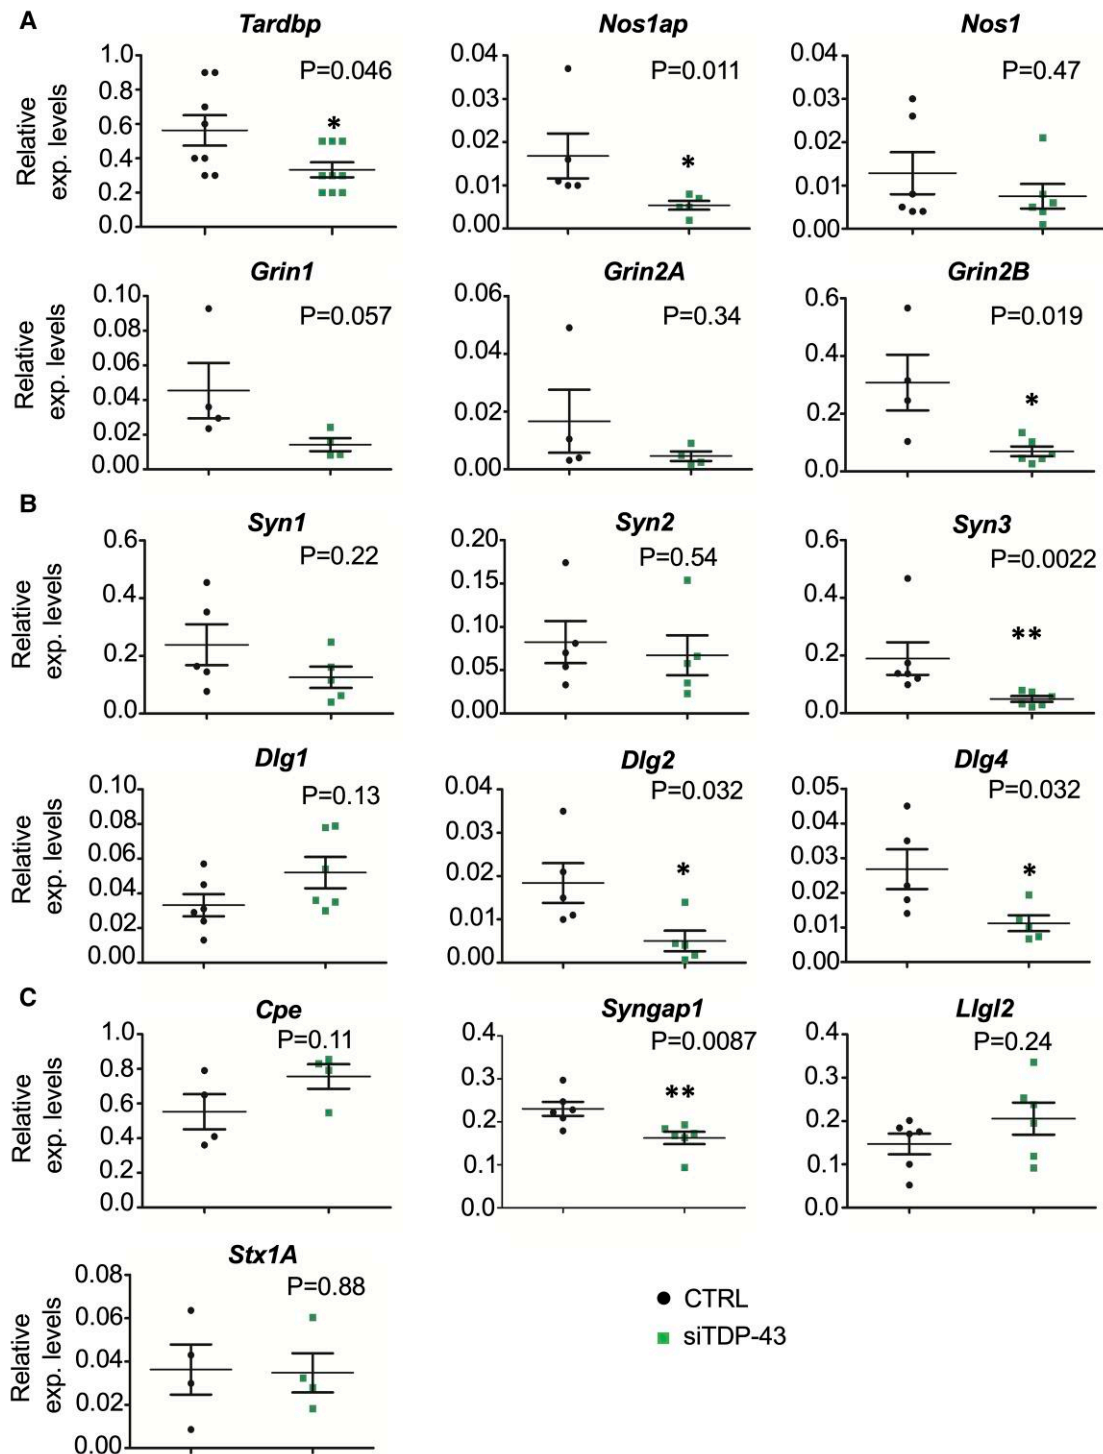 A
Tardbp Nos1ap Nos1
Relative exp. levels
1.0 0.8 0.6 0.4 0.2 0.0
P=0.046
*
0.04 0.03 0.02 0.01 0.00
P=0.011
*
0.04 0.03 0.02 0.01 0.00
P=0.47
Grin1 Grin2A Grin2B
Relative exp. levels
0.10 0.08 0.06 0.04 0.02 0.00
P=0.057
0.06 0.04 0.02 0.00
P=0.34
0.6 0.4 0.2 0.0
P=0.019
*
B
Syn1 Syn2 Syn3
Relative exp. levels
0.6 0.4 0.2 0.0
P=0.22
0.20 0.15 0.10 0.05 0.00
P=0.54
0.6 0.4 0.2 0.0
P=0.0022
**
Dlg1 Dlg2 Dlg4
Relative exp. levels
0.10 0.08 0.06 0.04 0.02 0.00
P=0.13
0.04 0.03 0.02 0.01 0.00
P=0.032
*
0.05 0.04 0.03 0.02 0.01 0.00
P=0.032
*
C
Cpe Syngap1 Llgl2
Relative exp. levels
1.0 0.8 0.6 0.4 0.2 0.0
P=0.11
0.4 0.3 0.2 0.1 0.0
P=0.0087
**
0.4 0.3 0.2 0.1 0.0
P=0.24
Stx1A
Relative exp. levels
0.08 0.06 0.04 0.02 0.00
P=0.88
CTRL
siTDP-43